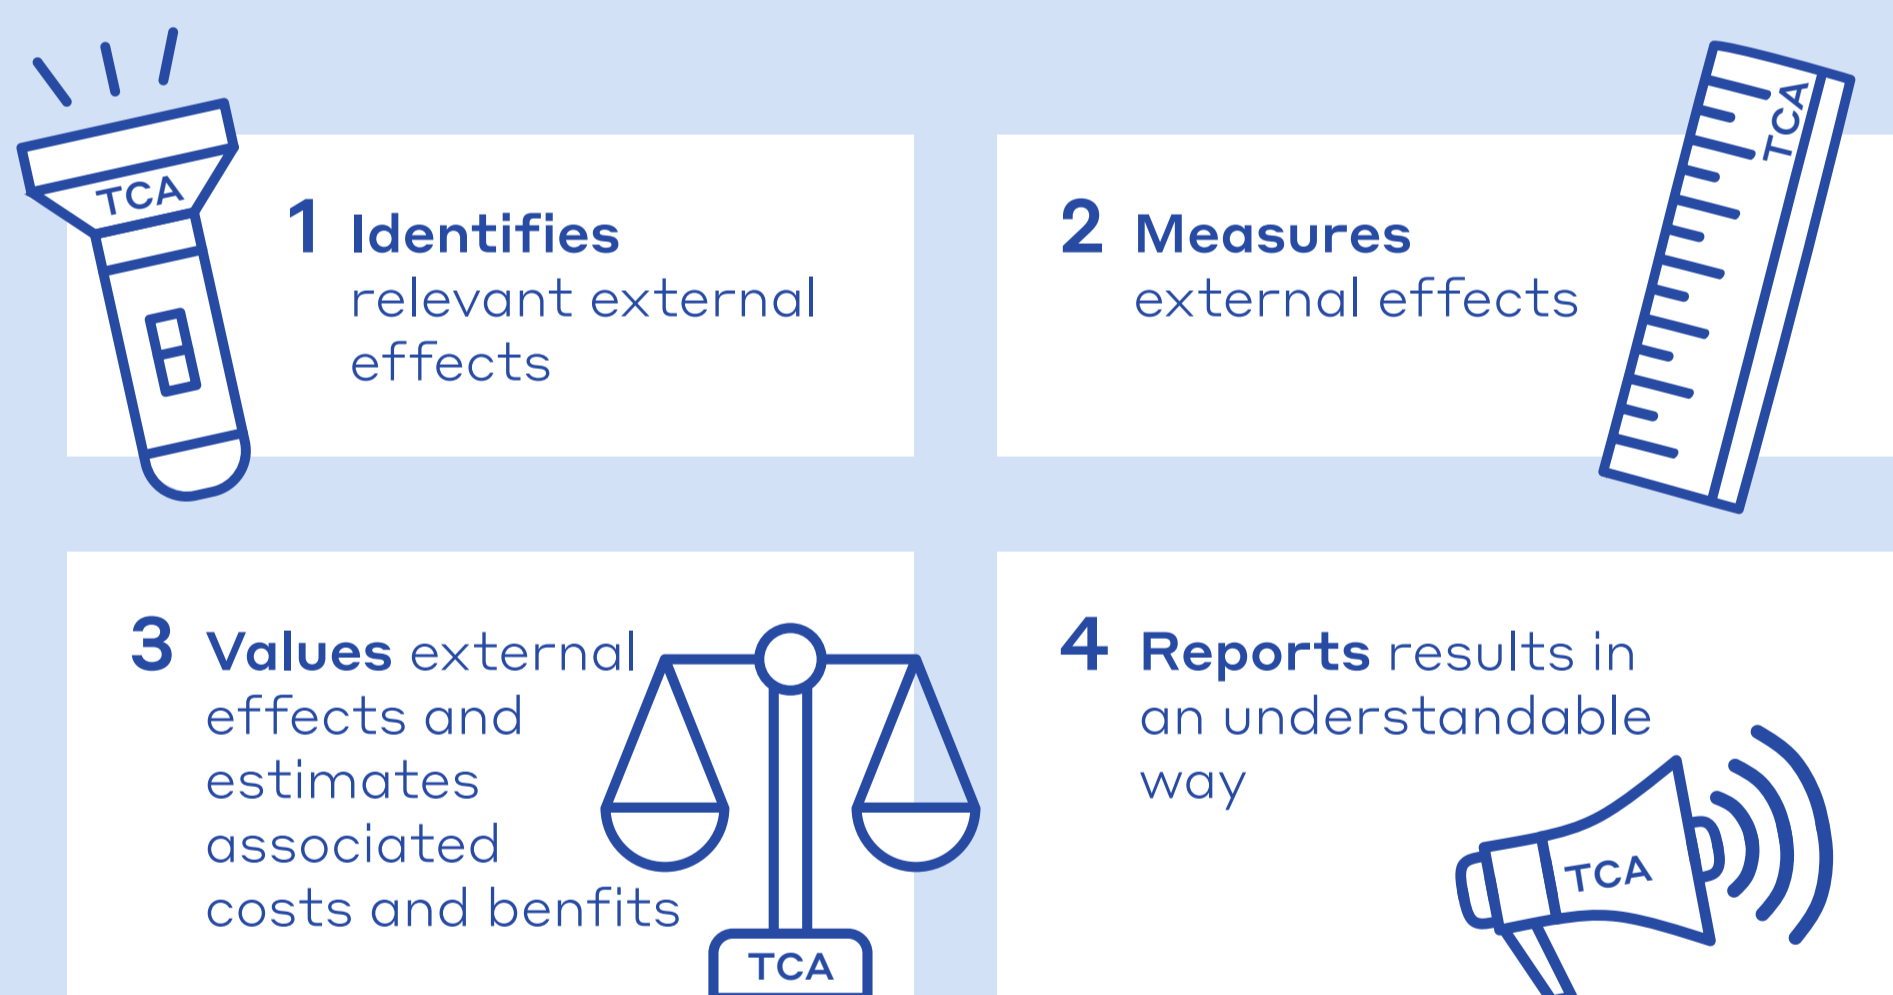 TCA
1 Identifies
relevant external
effects
2 Measures
external effects
TCA
3 Values external
effects and
estimates
associated
costs and benfits
TCA
4 Reports results in
an understandable
way
TCA